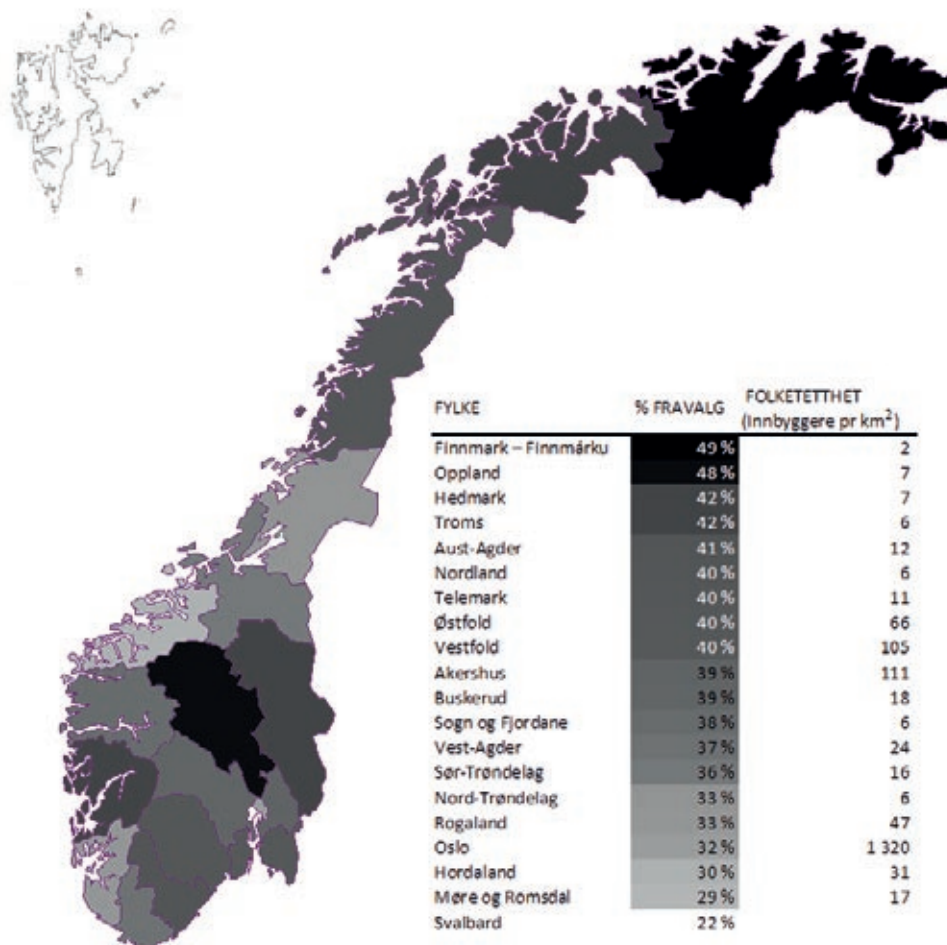 FYLKE % FRAVALG FOLKETETTHET
(Innbyggere pr km²)
Finnmark – Finnmárku 49 % 2
Oppland 48 % 7
Hedmark 42 % 7
Troms 42 % 6
Aust-Agder 41 % 12
Nordland 40 % 6
Telemark 40 % 11
Østfold 40 % 66
Vestfold 40 % 105
Akershus 39 % 111
Buskerud 39 % 18
Sogn og Fjordane 38 % 6
Vest-Agder 37 % 24
Sør-Trøndelag 36 % 16
Nord-Trøndelag 33 % 6
Rogaland 33 % 47
Oslo 32 % 1 320
Hordaland 30 % 31
Møre og Romsdal 29 % 17
Svalbard 22 %